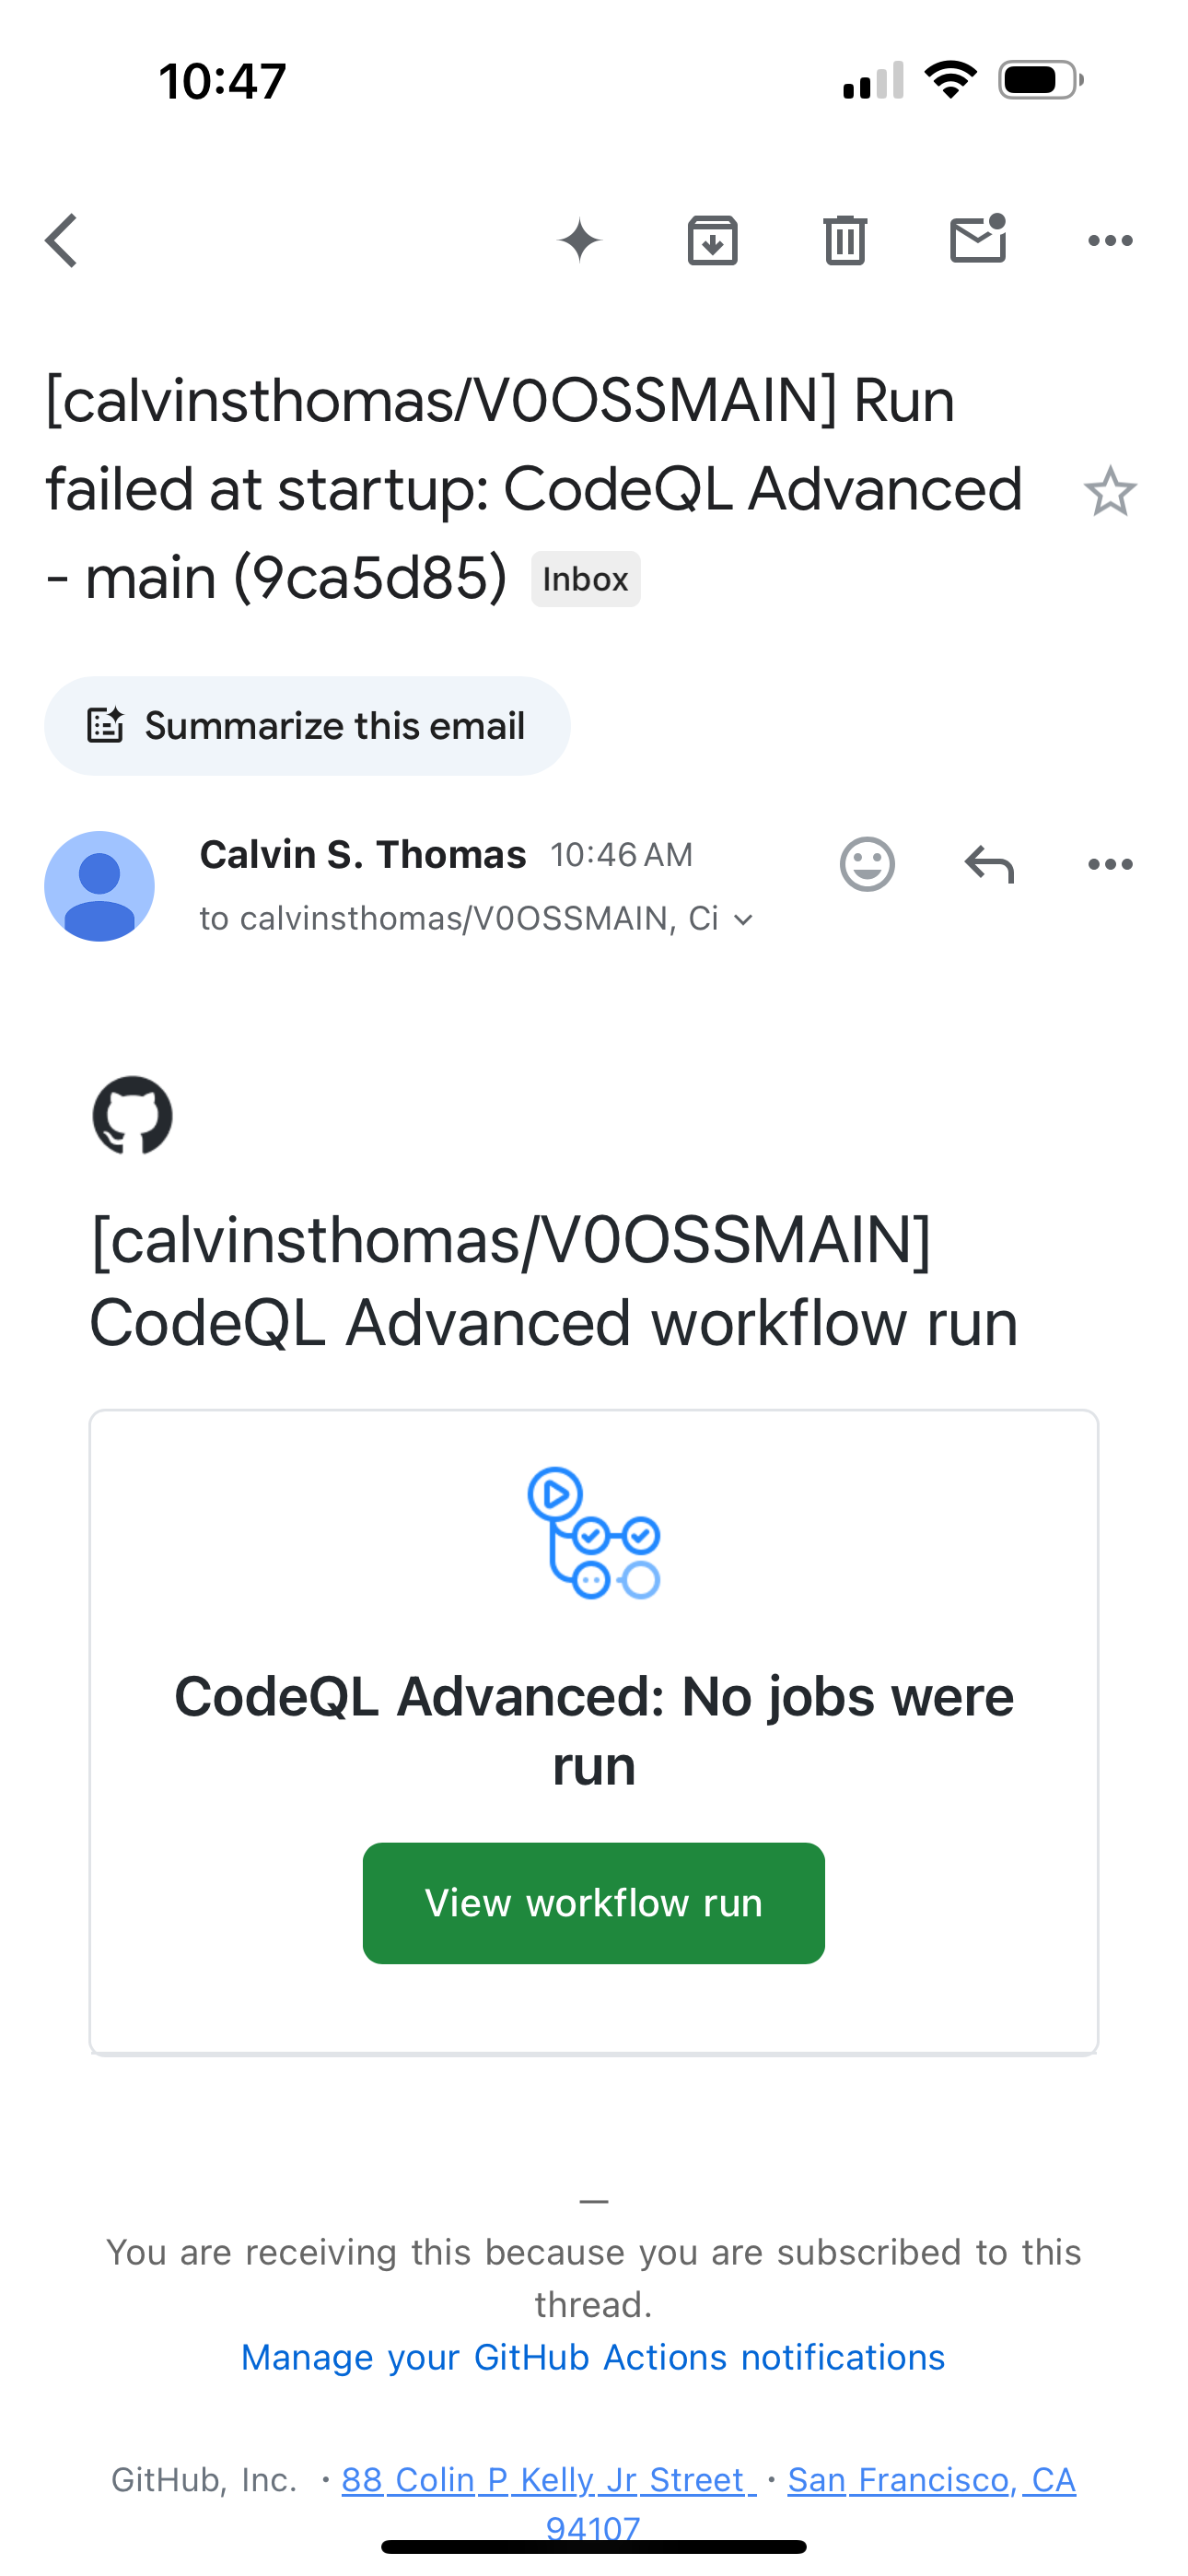 10:47
[calvinsthomas/V0OSSMAIN] Run
failed at startup: CodeQL Advanced
- main (9ca5d85) Inbox
Summarize this email
Calvin S. Thomas 10:46 AM
to calvinsthomas/V0OSSMAIN, Ci
[calvinsthomas/V0OSSMAIN]
CodeQL Advanced workflow run
CodeQL Advanced: No jobs were
run
View workflow run
—
You are receiving this because you are subscribed to this
thread.
Manage your GitHub Actions notifications
GitHub, Inc. ・88 Colin P Kelly Jr Street ・San Francisco, CA
94107